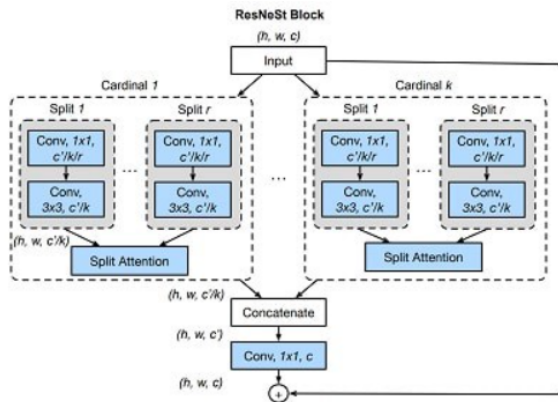 ResNeSt Block
(h, w, c)
Input
Cardinal 1
Cardinal k
Split 1
Split r
Split 1
Split r
Conv, 1x1,
c'/k/r
Conv, 1x1,
c'/k/r
Conv, 1x1,
c'/k/r
Conv, 1x1,
c'/k/r
...
...
...
Conv,
3x3, c'/k
Conv,
3x3, c'/k
Conv,
3x3, c'/k
Conv,
3x3, c'/k
(h, w, c'/k)
Split Attention
Split Attention
(h, w, c'/k)
Concatenate
(h, w, c')
Conv, 1x1, c
(h, w, c)
+